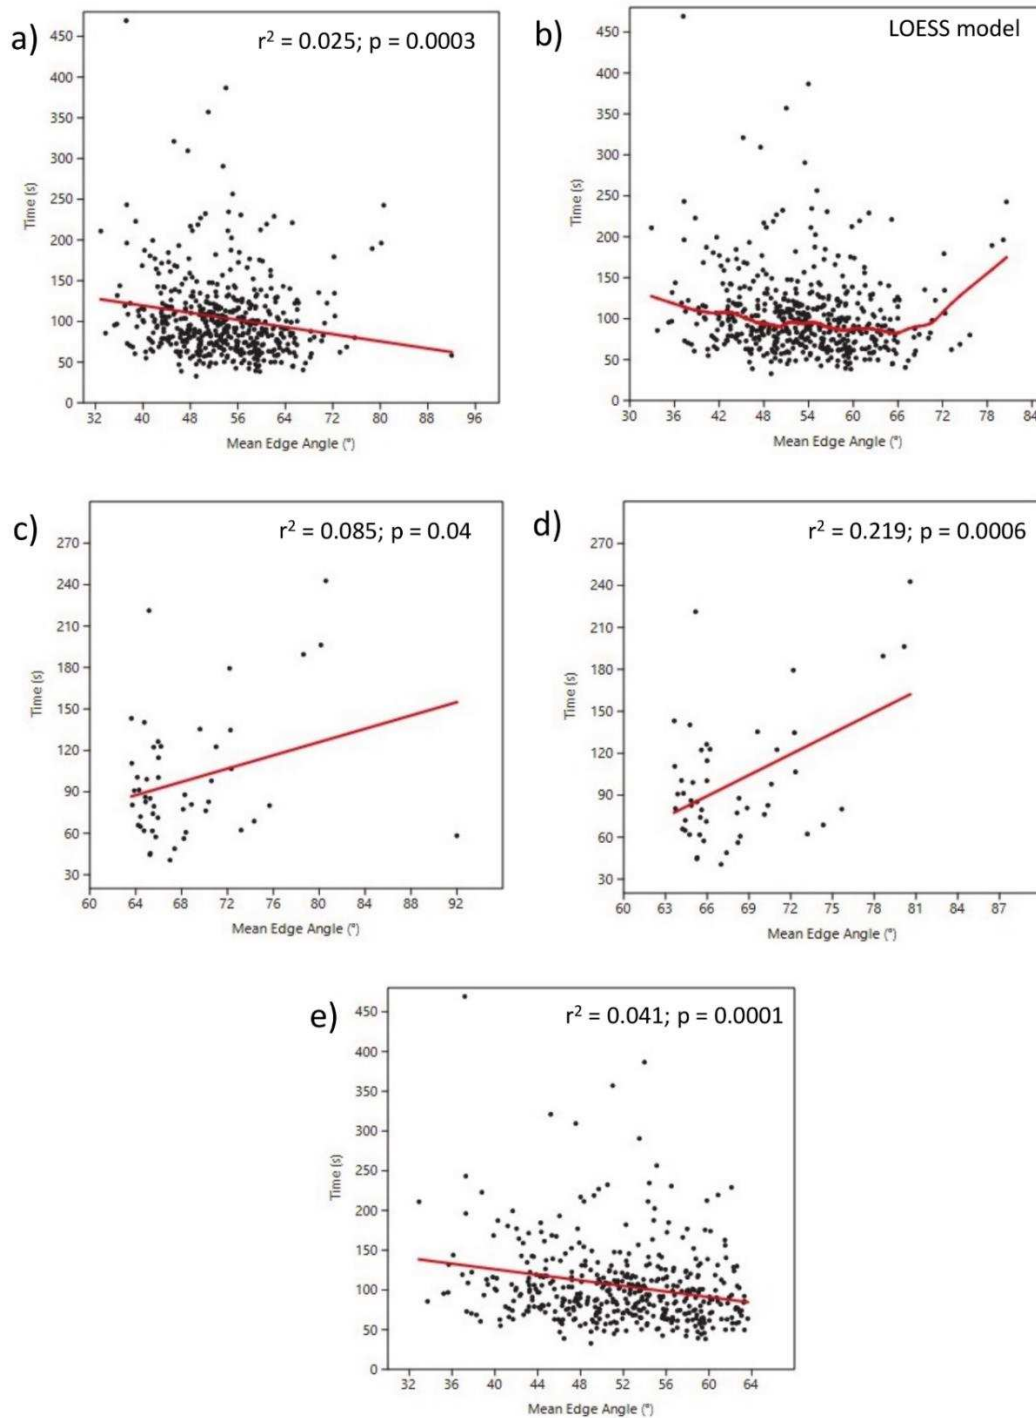 a)
r² = 0.025; p = 0.0003
450
400
350
300
250
200
150
100
50
0
Time (s)
32 40 48 56 64 72 80 88 96
Mean Edge Angle (°)
b)
LOESS model
450
400
350
300
250
200
150
100
50
0
Time (s)
30 36 42 48 54 60 66 72 78 84
Mean Edge Angle (°)
c)
r² = 0.085; p = 0.04
270
240
210
180
150
120
90
60
30
Time (s)
60 64 68 72 76 80 84 88 92
Mean Edge Angle (°)
d)
r² = 0.219; p = 0.0006
270
240
210
180
150
120
90
60
30
Time (s)
60 63 66 69 72 75 78 81 84 87
Mean Edge Angle (°)
e)
r² = 0.041; p = 0.0001
450
400
350
300
250
200
150
100
50
0
Time (s)
32 36 40 44 48 52 56 60 64
Mean Edge Angle (°)